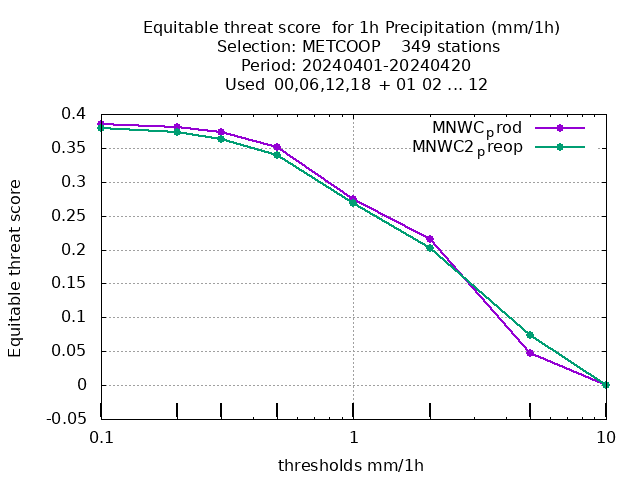 Equitable threat score  for 1h Precipitation (mm/1h)
Selection: METCOOP    349 stations
Period: 20240401-20240420
Used  00,06,12,18 + 01 02 ... 12
MNWCprod
MNWC2preop
0.4
0.35
0.3
0.25
0.2
0.15
0.1
0.05
0
-0.05
Equitable threat score
0.1
1
10
thresholds mm/1h